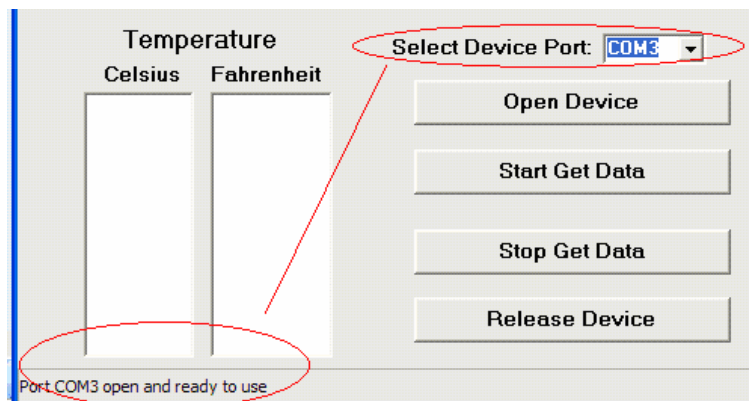 Temperature
Select Device Port: COM3
Celsius Fahrenheit
Open Device
Start Get Data
Stop Get Data
Release Device
Port COM3 open and ready to use